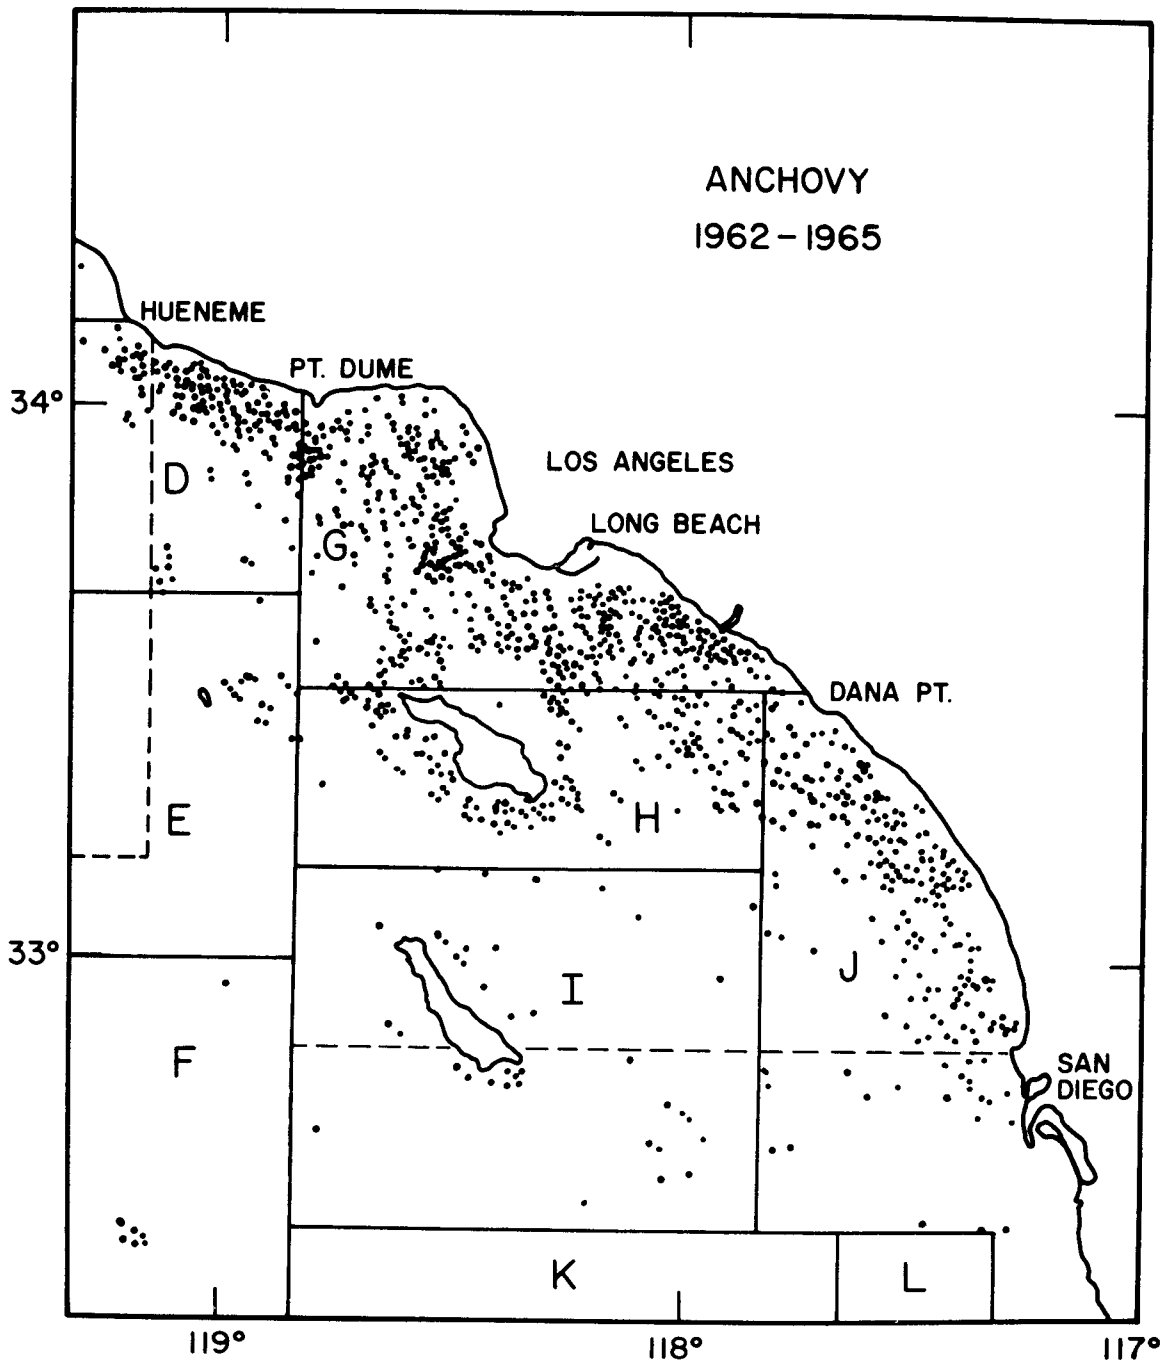 ANCHOVY
1962-1965
HUENEME
PT. DUME
34°
LOS ANGELES
D
LONG BEACH
G
DANA PT.
E
H
33°
J
I
F
SAN
DIEGO
K
L
119°
118°
117°